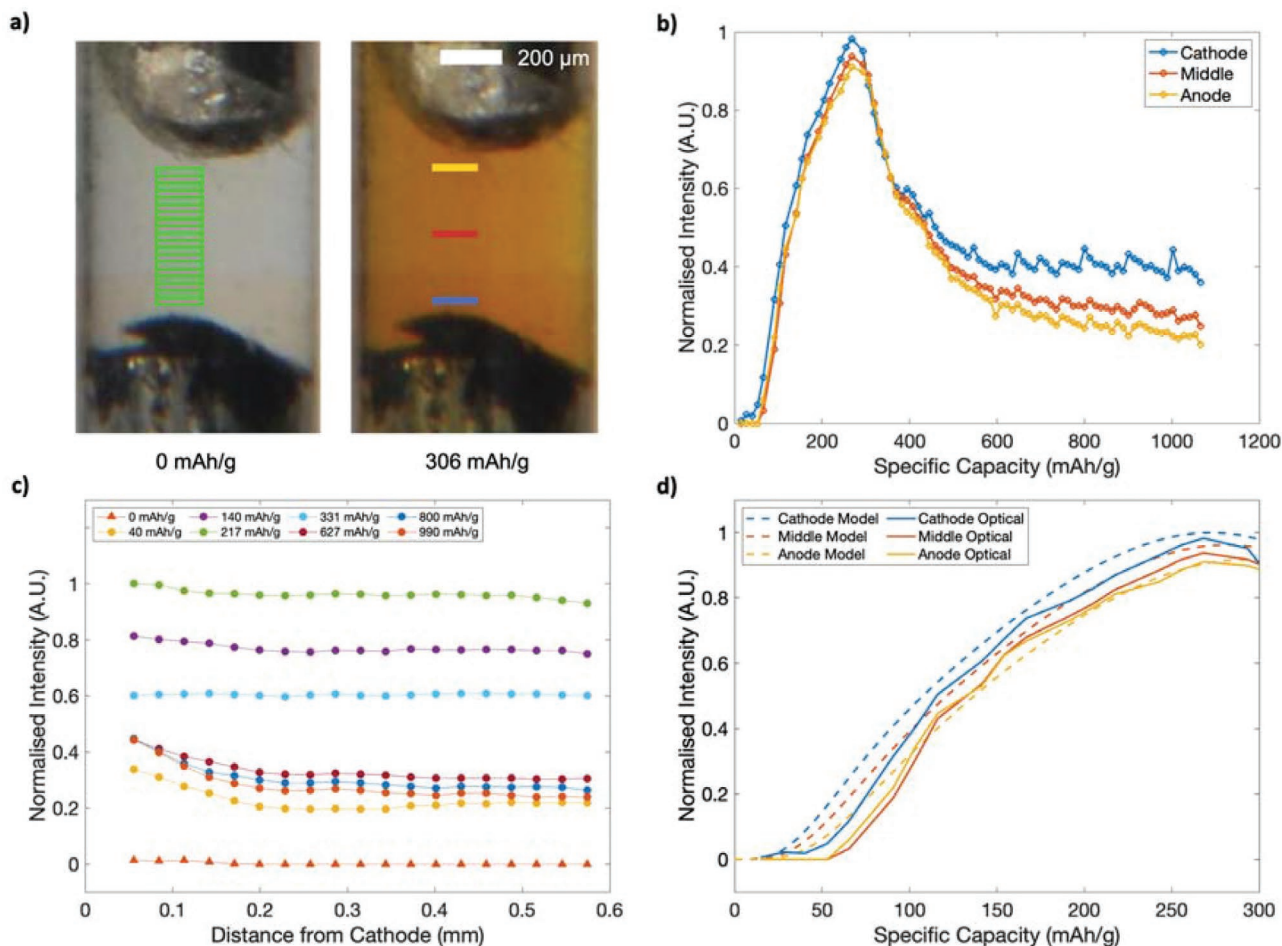 a)
200 µm
0 mAh/g
306 mAh/g
b)
Normalised Intensity (A.U.)
1
0.8
0.6
0.4
0.2
0
0 200 400 600 800 1000 1200
Specific Capacity (mAh/g)
Cathode
Middle
Anode
c)
0 mAh/g 140 mAh/g 331 mAh/g 800 mAh/g
40 mAh/g 217 mAh/g 627 mAh/g 990 mAh/g
Normalised Intensity (A.U.)
1
0.8
0.6
0.4
0.2
0
0 0.1 0.2 0.3 0.4 0.5 0.6
Distance from Cathode (mm)
d)
Cathode Model Cathode Optical
Middle Model Middle Optical
Anode Model Anode Optical
Normalised Intensity (A.U.)
1
0.8
0.6
0.4
0.2
0
0 50 100 150 200 250 300
Specific Capacity (mAh/g)